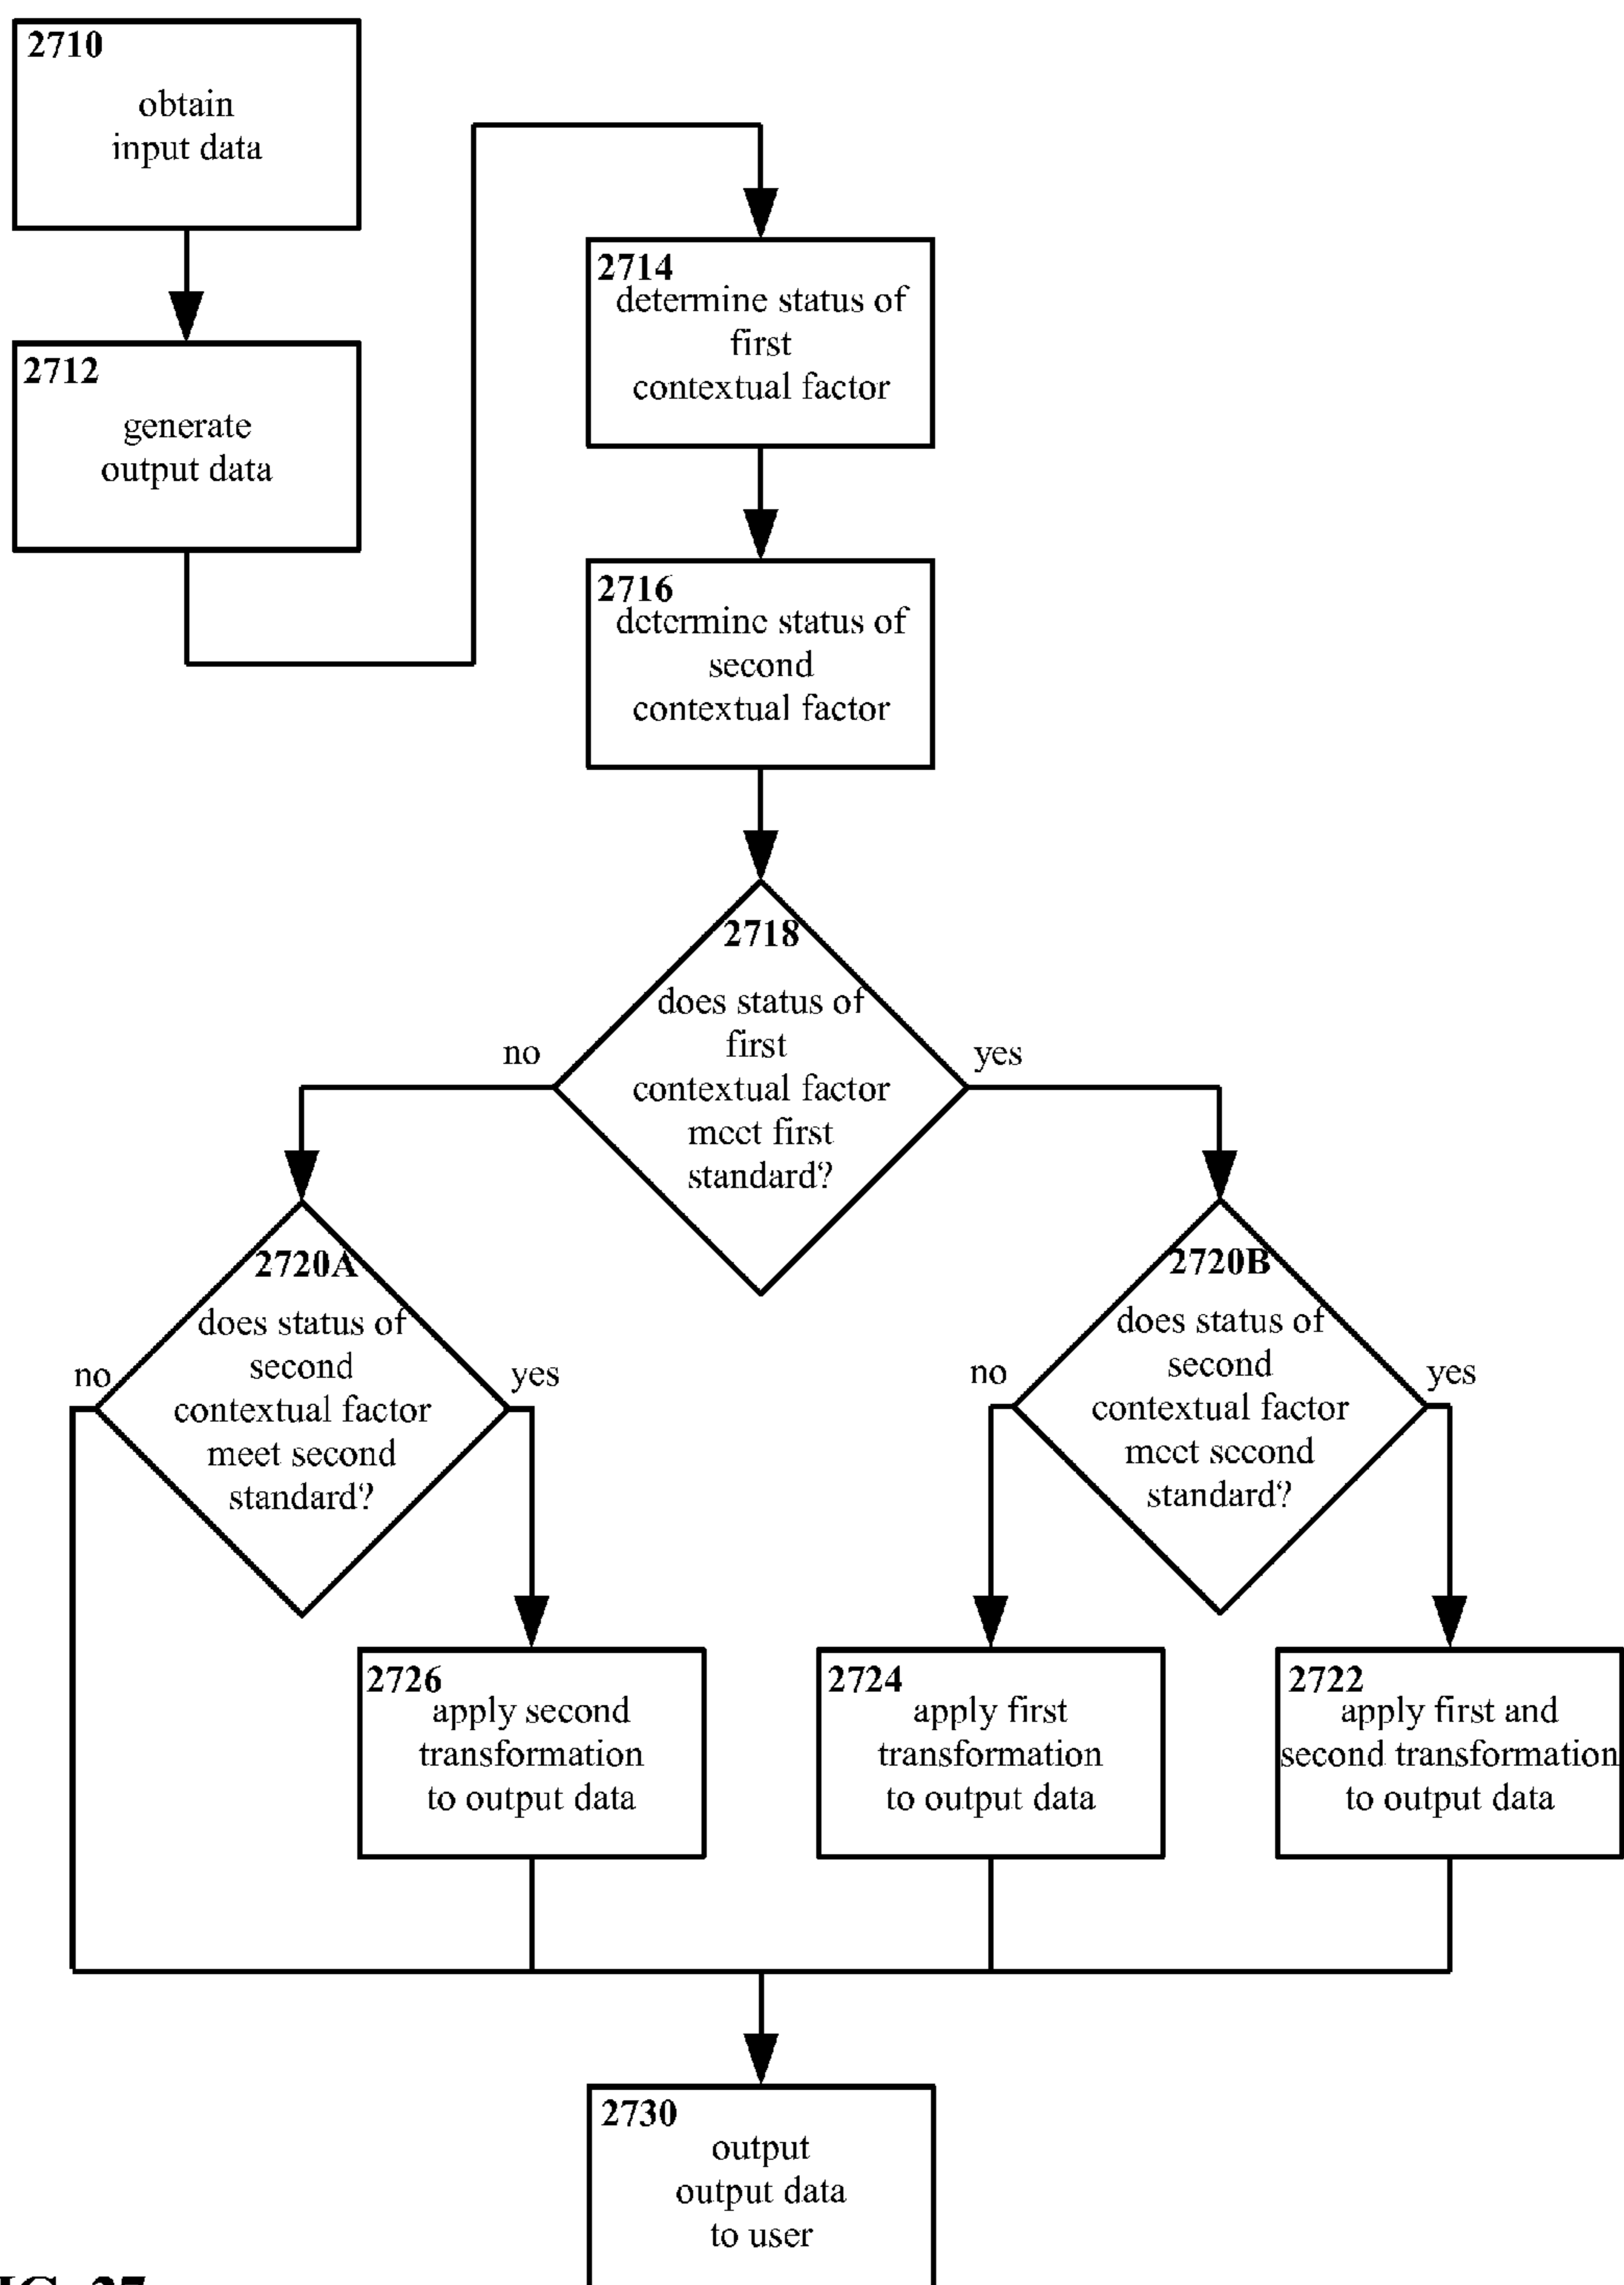 2710
obtain
input data
2712
generate
output data
2714
determine status of
first
contextual factor
2716
determine status of
second
contextual factor
2718
does status of
first
contextual factor
meet first
standard?
no
yes
2720A
does status of
second
contextual factor
meet second
standard?
no
yes
2720B
does status of
second
contextual factor
meet second
standard?
no
yes
2726
apply second
transformation
to output data
2724
apply first
transformation
to output data
2722
apply first and
second transformation
to output data
2730
output
output data
to user